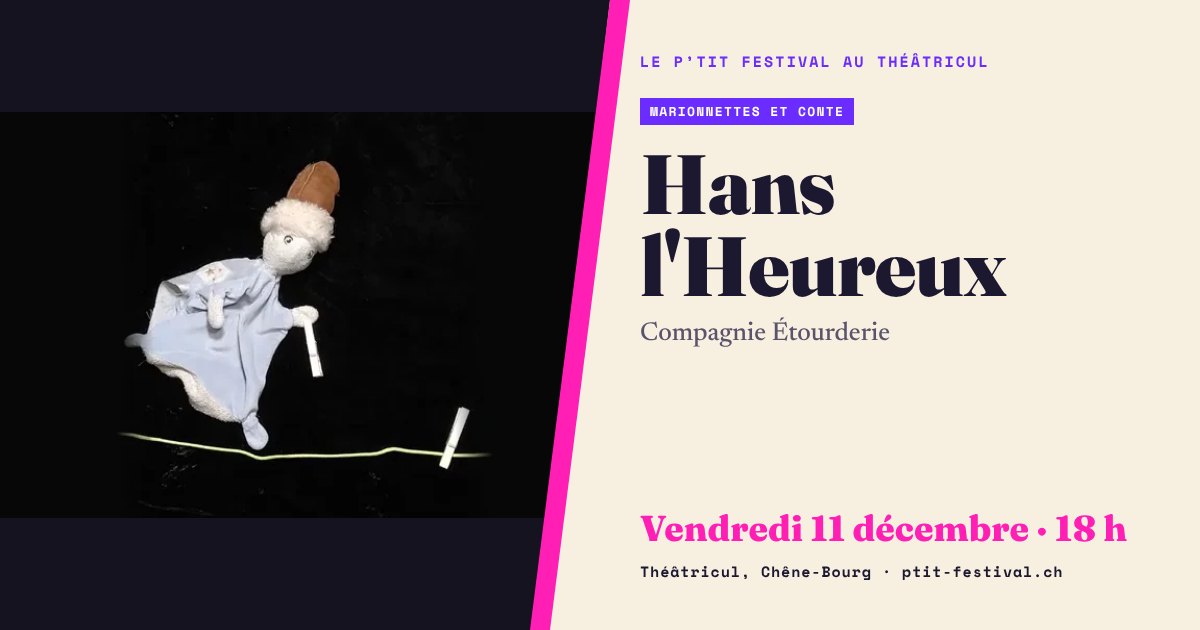 LE P'TIT FESTIVAL AU THÉÂTRICUL
MARIONNETTES ET CONTE
Hans
l'Heureux
Compagnie Étourderie
Vendredi 11 décembre · 18 h
Théâtricul, Chêne-Bourg · ptit-festival.ch